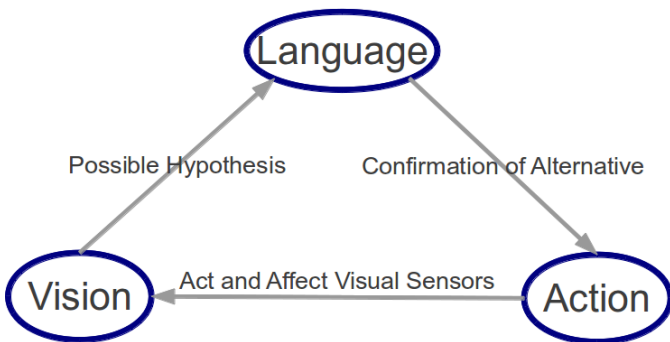 Language
Possible Hypothesis
Confirmation of Alternative
Act and Affect Visual Sensors
Vision
Action